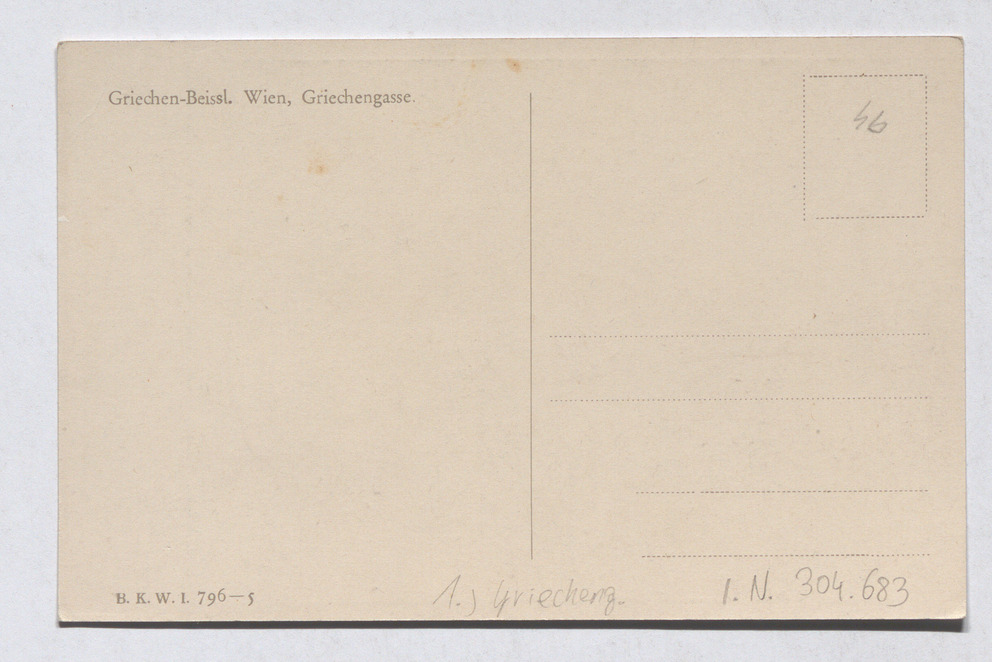 Griechen-Beissl. Wien, Griechengasse.
46
B. K. W. I. 796—5
1.) Griecheng.
I. N. 304.683